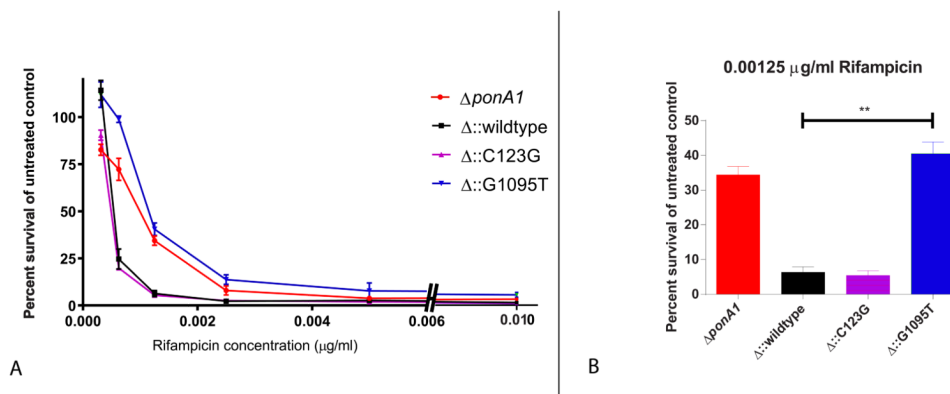 Percent survival of untreated control
100
75
50
25
0
0.000
0.002
0.004
0.006
0.010
Rifampicin concentration (μg/ml)
ΔponA1
Δ::wildtype
Δ::C123G
Δ::G1095T
A
0.00125 μg/ml Rifampicin
Percent survival of untreated control
50
40
30
20
10
0
**
ΔponA1
Δ::wildtype
Δ::C123G
Δ::G1095T
B